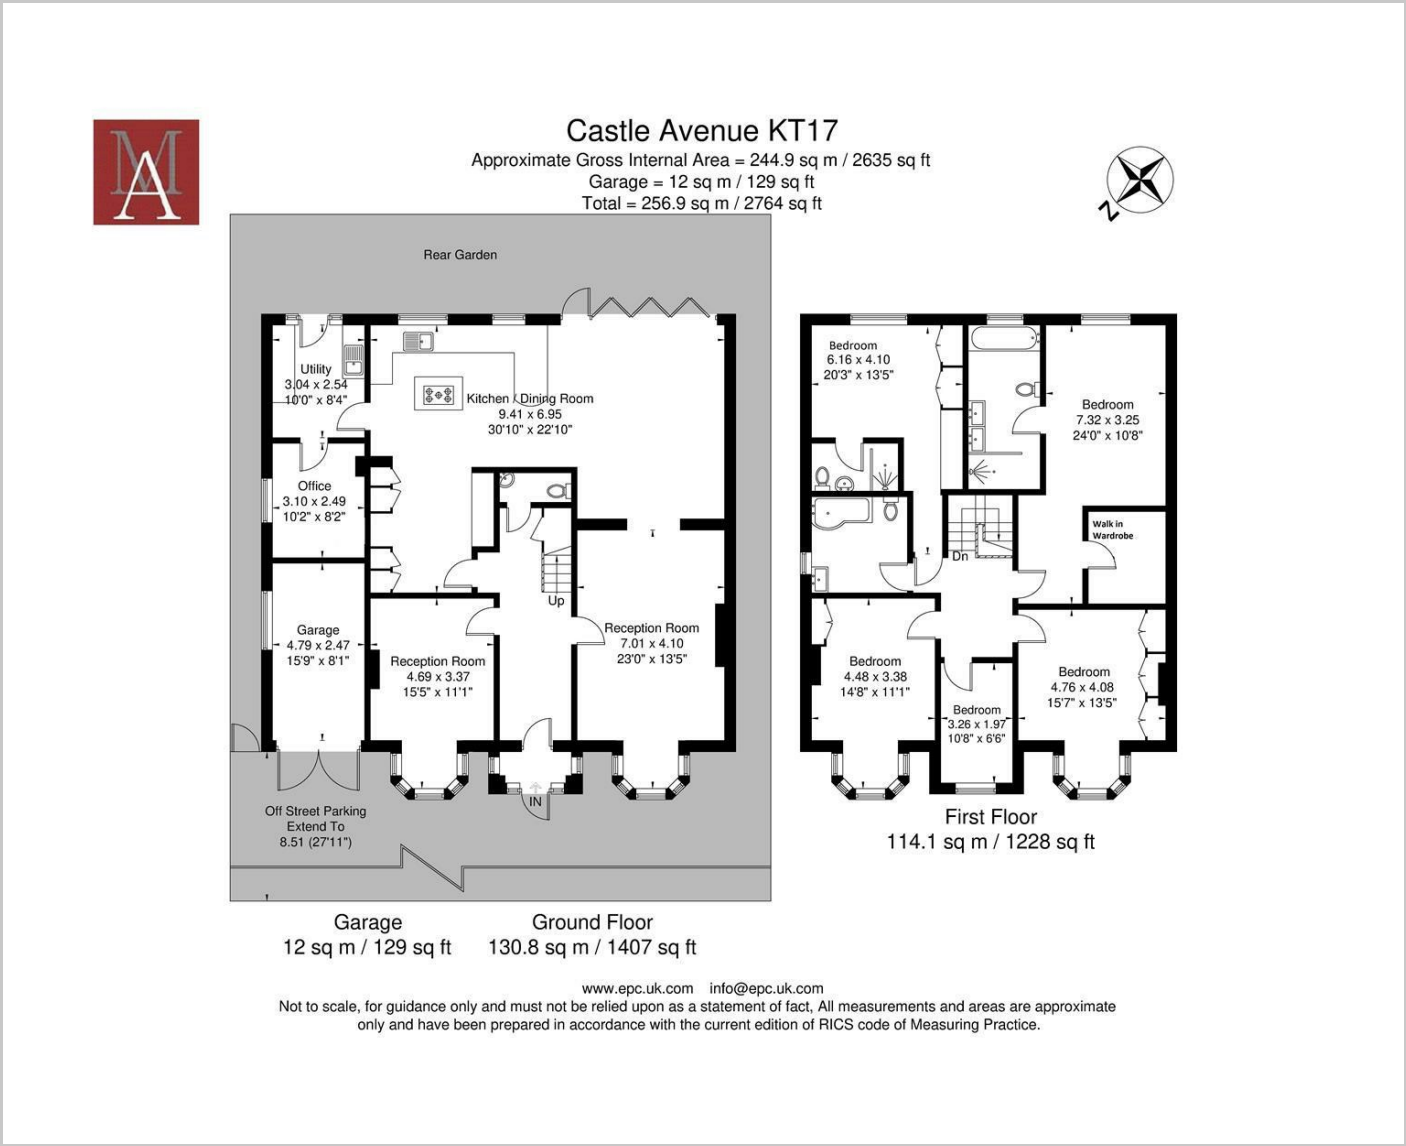 MA
Castle Avenue KT17
Approximate Gross Internal Area = 244.9 sq m / 2635 sq ft
Garage = 12 sq m / 129 sq ft
Total = 256.9 sq m / 2764 sq ft
Z
Rear Garden
Utility
3.04 x 2.54
10'0" x 8'4"
Kitchen / Dining Room
9.41 x 6.95
30'10" x 22'10"
Office
3.10 x 2.49
10'2" x 8'2"
Up
Garage
4.79 x 2.47
15'9" x 8'1"
Reception Room
4.69 x 3.37
15'5" x 11'1"
Reception Room
7.01 x 4.10
23'0" x 13'5"
IN
Off Street Parking
Extend To
8.51 (27'11")
Bedroom
6.16 x 4.10
20'3" x 13'5"
Bedroom
7.32 x 3.25
24'0" x 10'8"
Walk in
Wardrobe
Dn
Bedroom
4.48 x 3.38
14'8" x 11'1"
Bedroom
3.26 x 1.97
10'8" x 6'6"
Bedroom
4.76 x 4.08
15'7" x 13'5"
First Floor
114.1 sq m / 1228 sq ft
Garage
12 sq m / 129 sq ft
Ground Floor
130.8 sq m / 1407 sq ft
www.epc.uk.com info@epc.uk.com
Not to scale, for guidance only and must not be relied upon as a statement of fact, All measurements and areas are approximate
only and have been prepared in accordance with the current edition of RICS code of Measuring Practice.